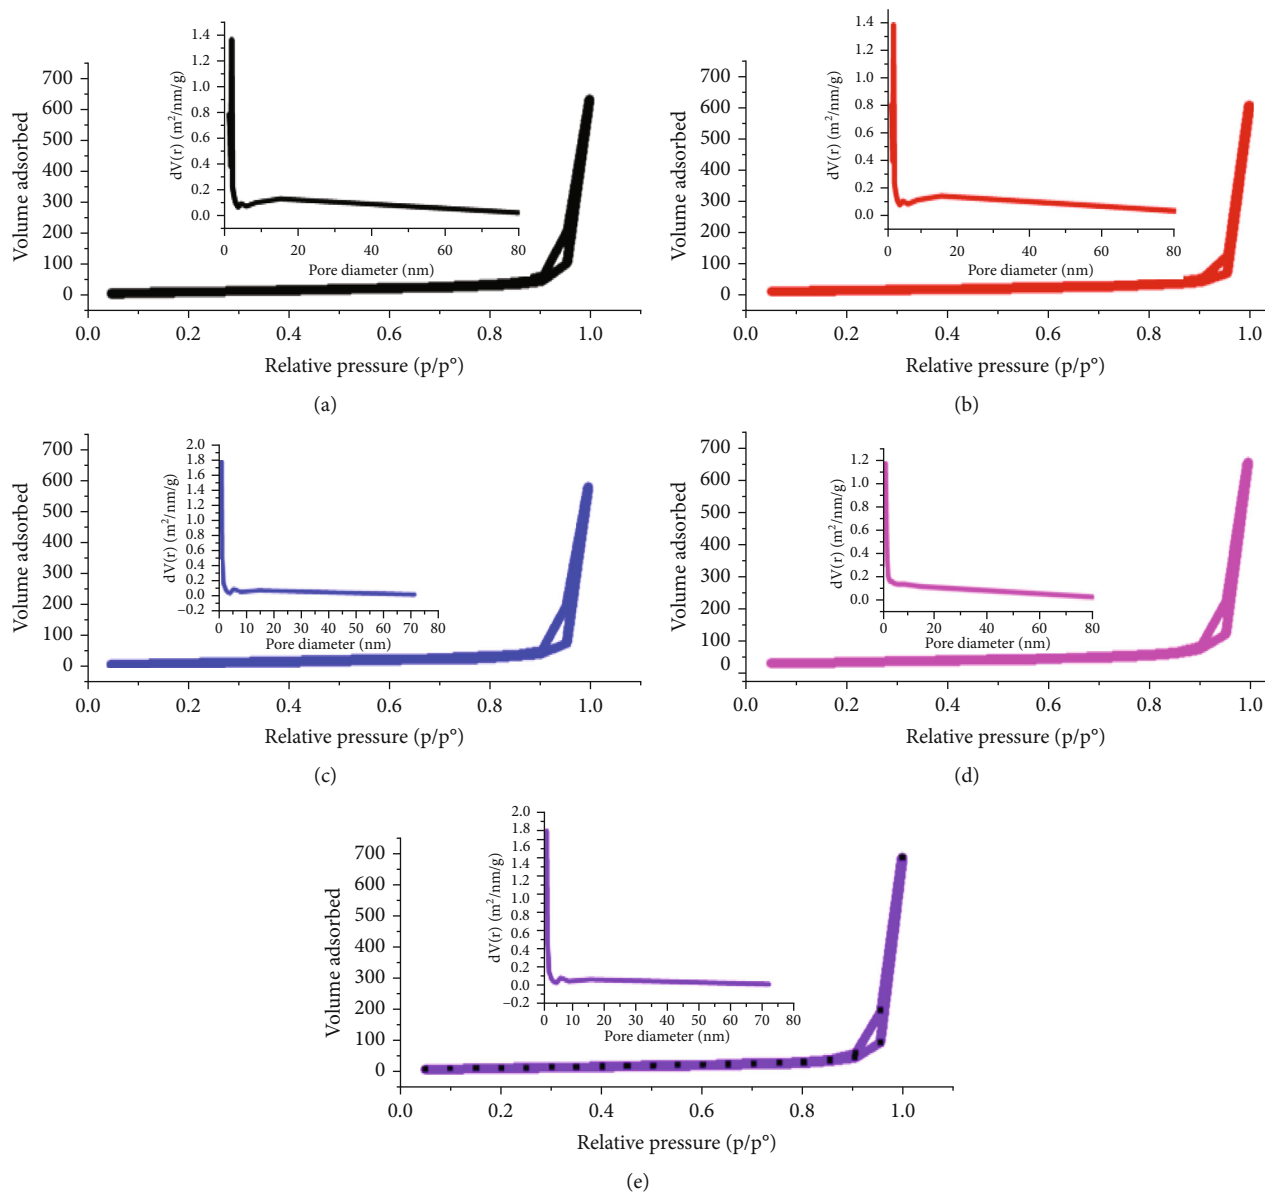 1.4
1.2
1.0
0.8
0.6
0.4
0.2
0.0
dV(r) (m²/nm/g)
0 20 40 60 80
Pore diameter (nm)
700
600
500
400
300
200
100
0
Volume adsorbed
0.0 0.2 0.4 0.6 0.8 1.0
Relative pressure (p/p°)
(a)
1.4
1.2
1.0
0.8
0.6
0.4
0.2
0.0
dV(r) (m²/nm/g)
0 20 40 60 80
Pore diameter (nm)
700
600
500
400
300
200
100
0
Volume adsorbed
0.0 0.2 0.4 0.6 0.8 1.0
Relative pressure (p/p°)
(b)
2.0
1.8
1.6
1.4
1.2
1.0
0.8
0.6
0.4
0.2
0.0
−0.2
dV(r) (m²/nm/g)
0 10 20 30 40 50 60 70 80
Pore diameter (nm)
700
600
500
400
300
200
100
0
Volume adsorbed
0.0 0.2 0.4 0.6 0.8 1.0
Relative pressure (p/p°)
(c)
1.2
1.0
0.8
0.6
0.4
0.2
0.0
dV(r) (m²/nm/g)
0 20 40 60 80
Pore diameter (nm)
700
600
500
400
300
200
100
0
Volume adsorbed
0.0 0.2 0.4 0.6 0.8 1.0
Relative pressure (p/p°)
(d)
2.0
1.8
1.6
1.4
1.2
1.0
0.8
0.6
0.4
0.2
0.0
−0.2
dV(r) (m²/nm/g)
0 10 20 30 40 50 60 70 80
Pore diameter (nm)
700
600
500
400
300
200
100
0
Volume adsorbed
0.0 0.2 0.4 0.6 0.8 1.0
Relative pressure (p/p°)
(e)